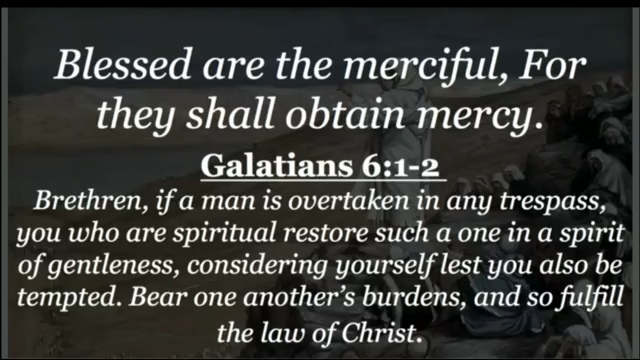 Blessed are the merciful, For
they shall obtain mercy.
Galatians 6:1-2
Brethren, if a man is overtaken in any trespass,
you who are spiritual restore such a one in a spirit
of gentleness, considering yourself lest you also be
tempted. Bear one another’s burdens, and so fulfill
the law of Christ.